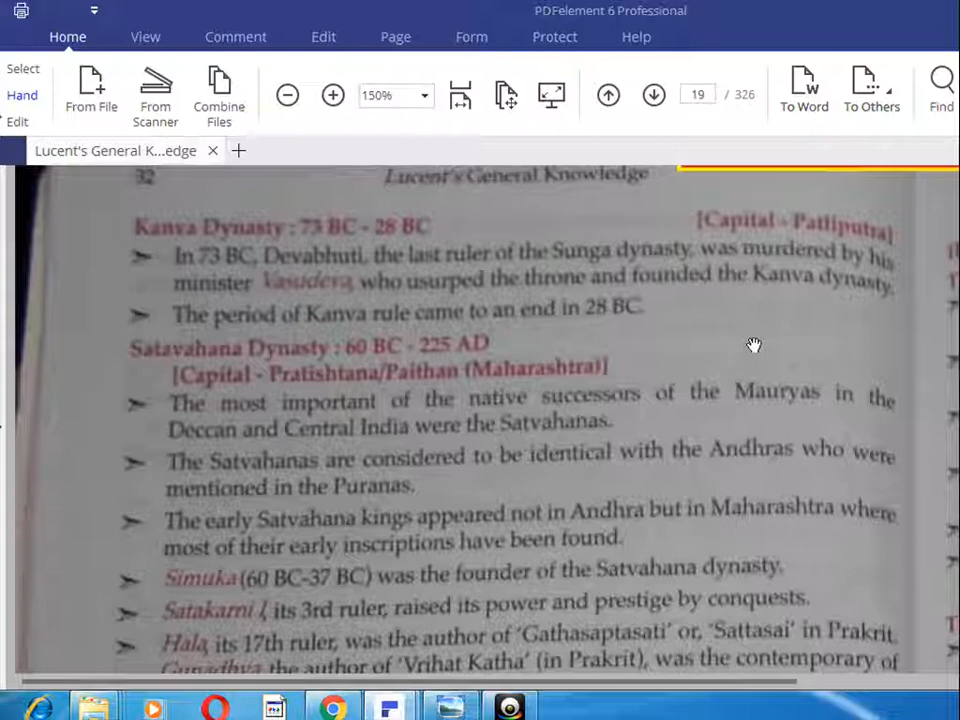 PDFelement 6 Professional
Home View Comment Edit Page Form Protect Help
Select
Hand
Edit
From File
From Scanner
Combine Files
150%
19 / 326
To Word
To Others
Find
Lucent's General K...edge
32 Lucent's General Knowledge
Kanva Dynasty : 73 BC - 28 BC [Capital - Patliputra]
➢ In 73 BC, Devabhuti, the last ruler of the Sunga dynasty, was murdered by his
minister Vasudera, who usurped the throne and founded the Kanva dynasty.
➢ The period of Kanva rule came to an end in 28 BC.
Satavahana Dynasty : 60 BC - 225 AD
[Capital - Pratishtana/Paithan (Maharashtra)]
➢ The most important of the native successors of the Mauryas in the
Deccan and Central India were the Satvahanas.
➢ The Satvahanas are considered to be identical with the Andhras who were
mentioned in the Puranas.
➢ The early Satvahana kings appeared not in Andhra but in Maharashtra where
most of their early inscriptions have been found.
➢ Simuka (60 BC-37 BC) was the founder of the Satvahana dynasty.
➢ Satakarni I, its 3rd ruler, raised its power and prestige by conquests.
➢ Hala, its 17th ruler, was the author of 'Gathasaptasati' or, 'Sattasai' in Prakrit.
Gunadhya, the author of 'Vrihat Katha' (in Prakrit), was the contemporary of